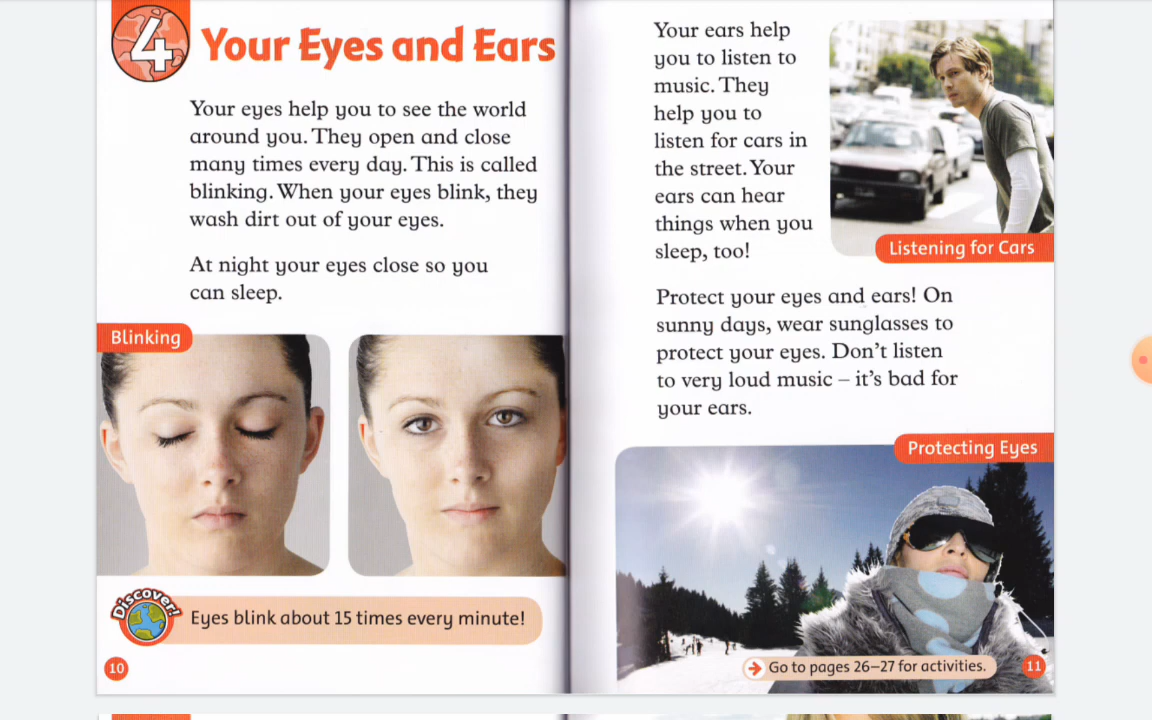 4
Your Eyes and Ears
Your eyes help you to see the world
around you. They open and close
many times every day. This is called
blinking. When your eyes blink, they
wash dirt out of your eyes.
At night your eyes close so you
can sleep.
Blinking
Discover!
Eyes blink about 15 times every minute!
10
Your ears help
you to listen to
music. They
help you to
listen for cars in
the street. Your
ears can hear
things when you
sleep, too!
Listening for Cars
Protect your eyes and ears! On
sunny days, wear sunglasses to
protect your eyes. Don't listen
to very loud music – it's bad for
your ears.
Protecting Eyes
Go to pages 26–27 for activities.
11